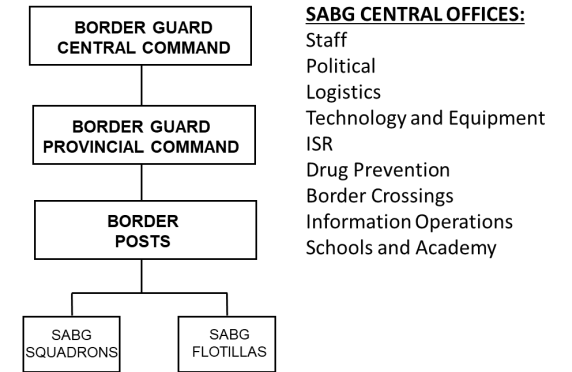 BORDER GUARD
CENTRAL COMMAND
BORDER GUARD
PROVINCIAL COMMAND
BORDER
POSTS
SABG
SQUADRONS
SABG
FLOTILLAS
SABG CENTRAL OFFICES:
Staff
Political
Logistics
Technology and Equipment
ISR
Drug Prevention
Border Crossings
Information Operations
Schools and Academy